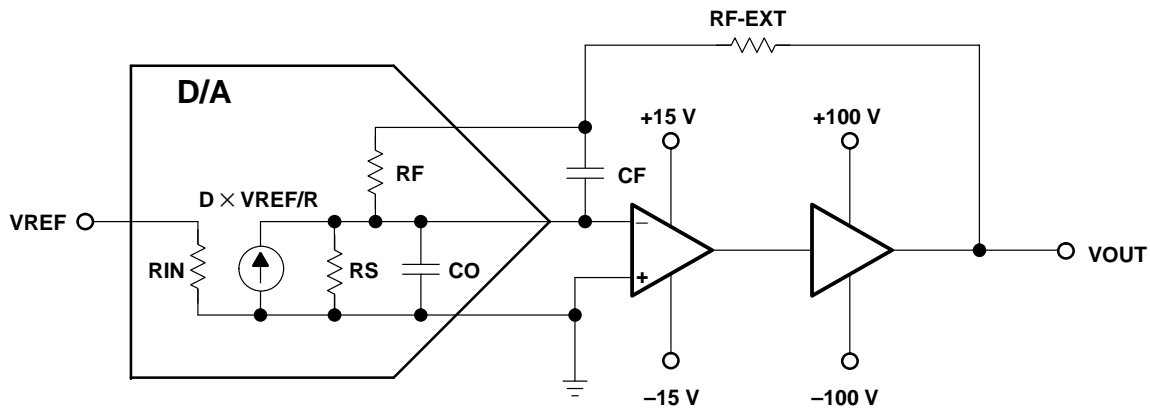 RF-EXT
D/A
+15 V
+100 V
RF
CF
D × VREF/R
VREF
–
RIN
RS
CO
+
VOUT
–15 V
–100 V